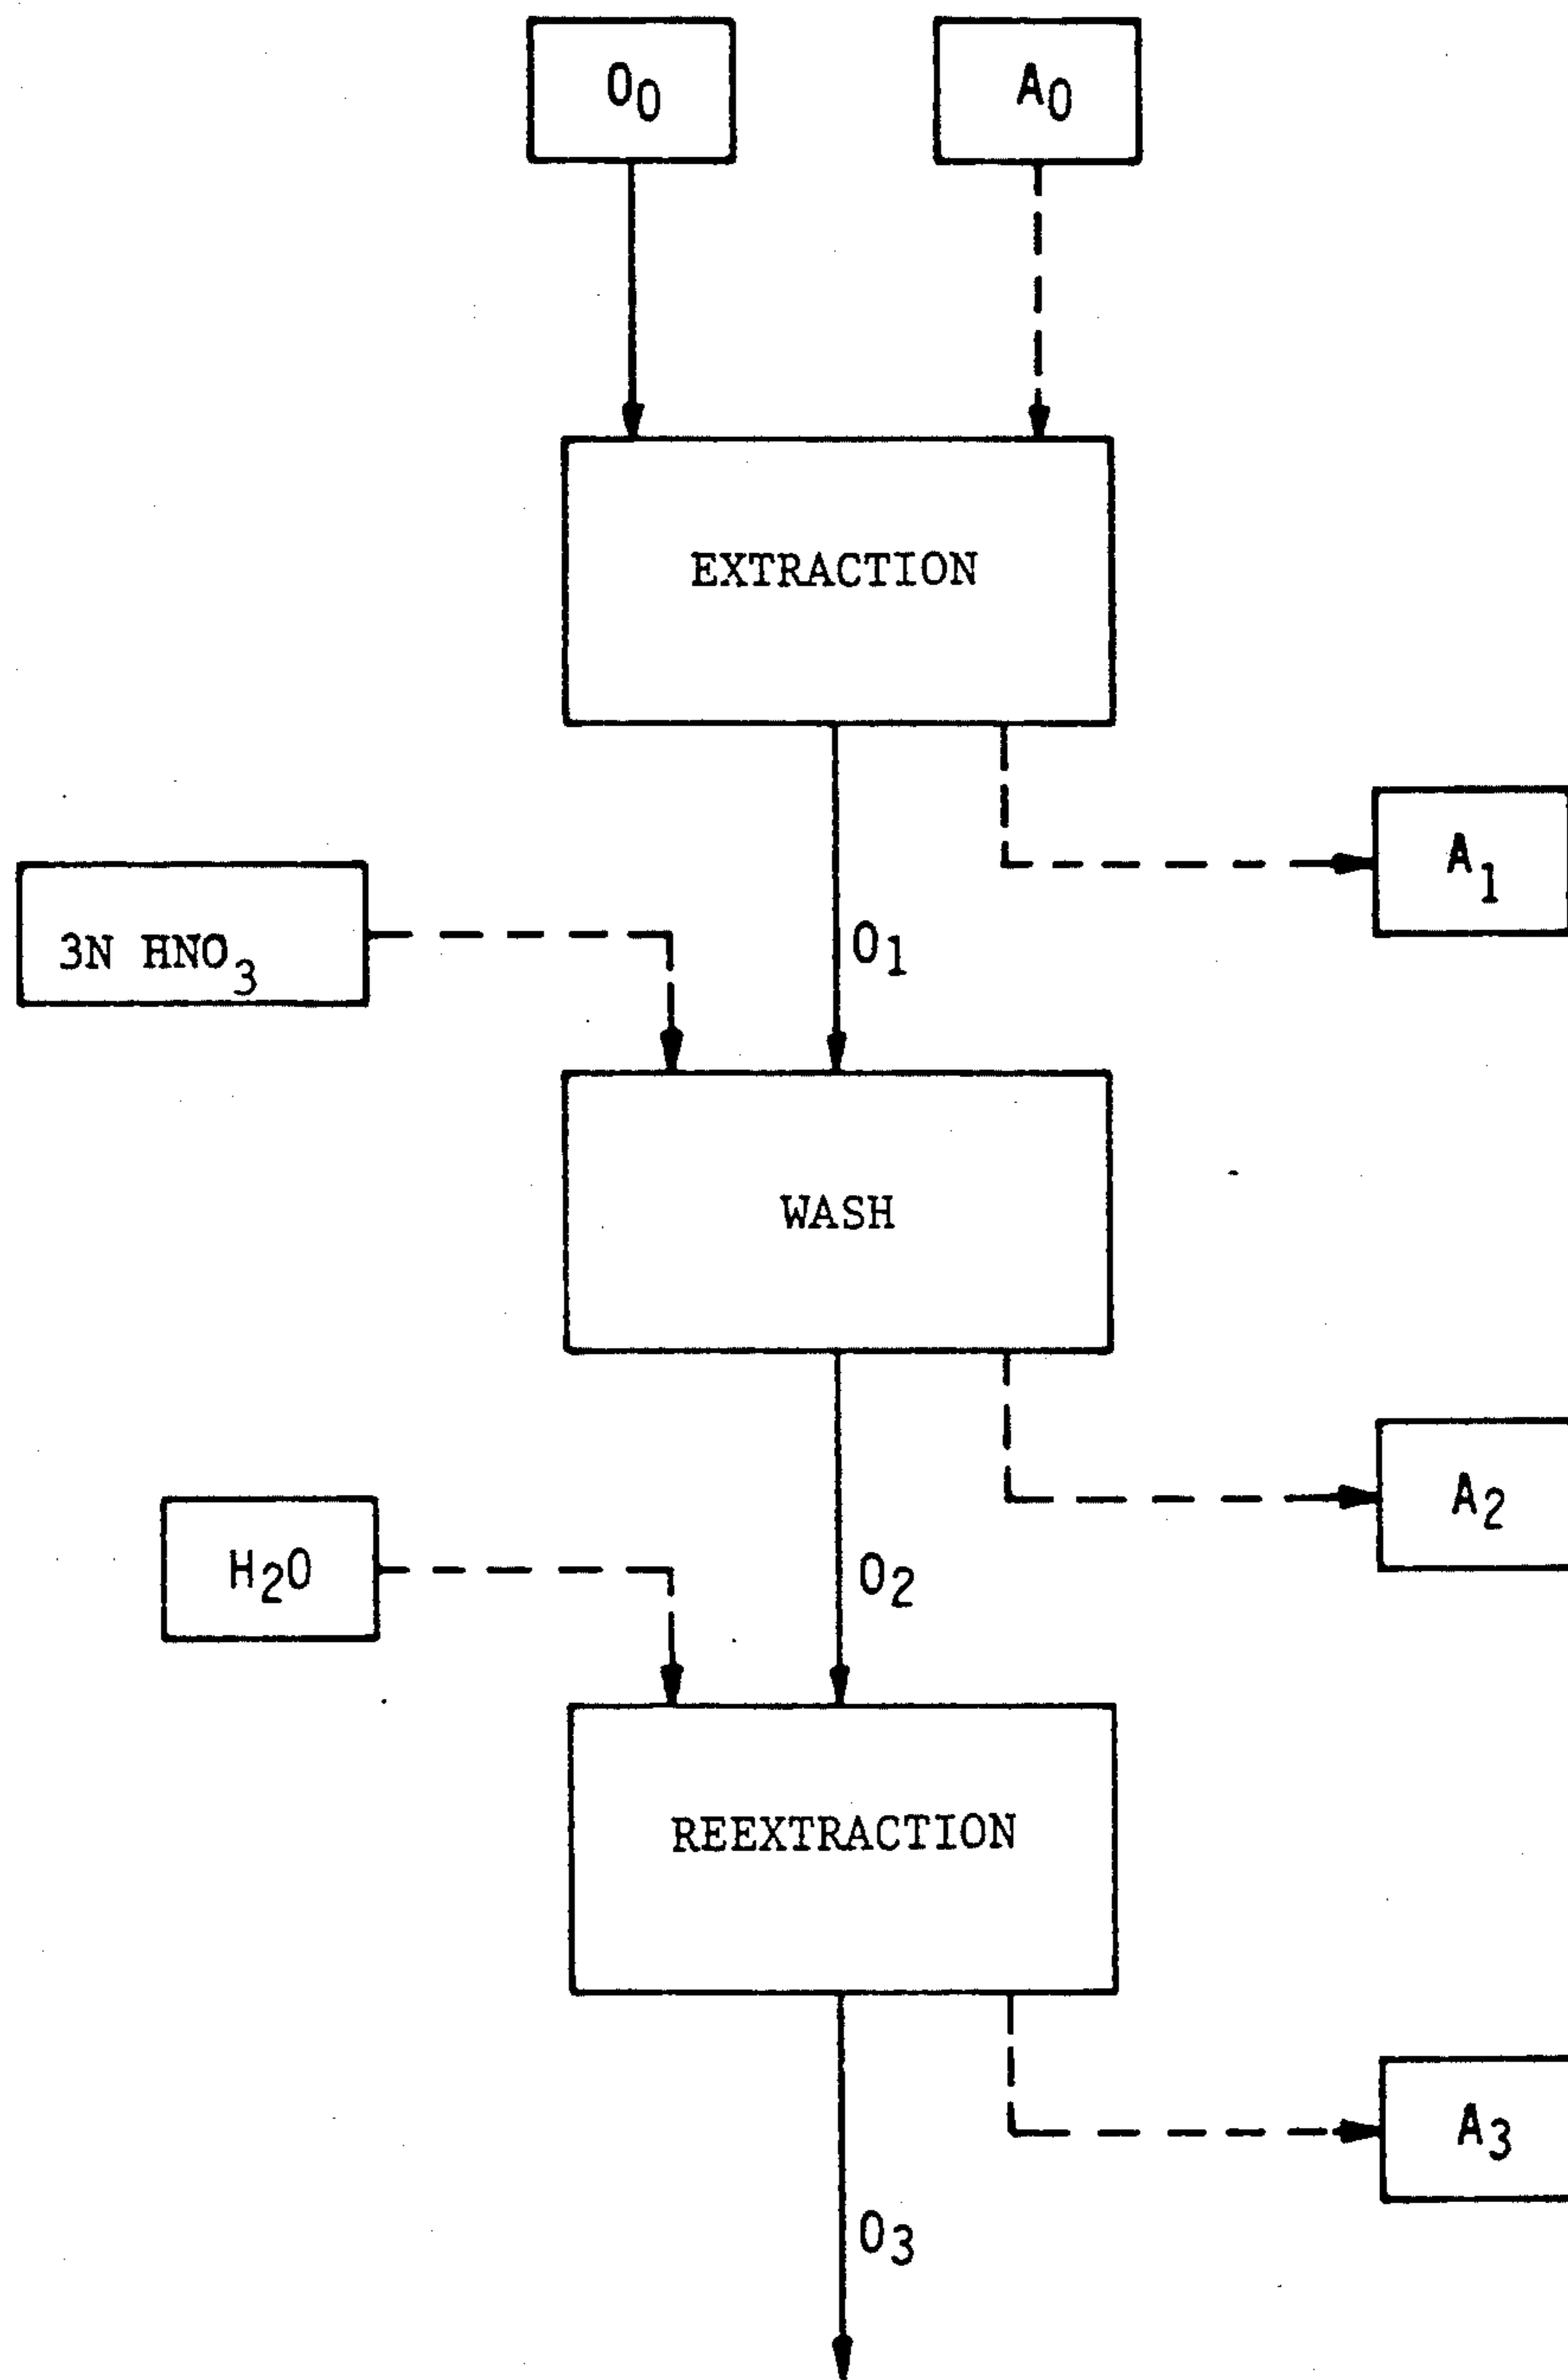 O₀
A₀
EXTRACTION
A₁
3N HNO₃
O₁
WASH
A₂
H₂O
O₂
REEXTRACTION
A₃
O₃